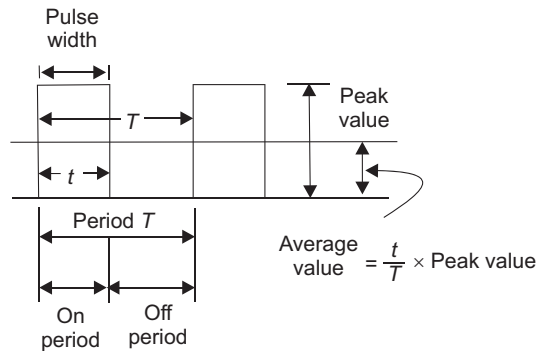 Pulse
width
T
Peak
value
t
Period T
Average
value = t/T × Peak value
On
period
Off
period